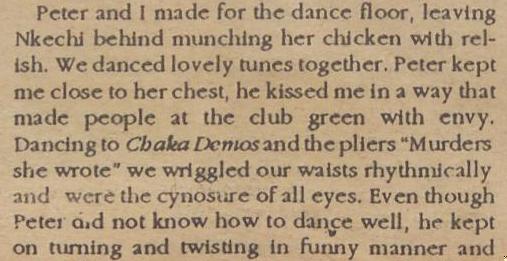 Peter and I made for the dance floor, leaving
Nkechi behind munching her chicken with rel-
ish. We danced lovely tunes together. Peter kept
me close to her chest, he kissed me in a way that
made people at the club green with envy.
Dancing to Chaka Demos and the pliers "Murders
she wrote" we wriggled our waists rhythmically
and were the cynosure of all eyes. Even though
Peter did not know how to dance well, he kept
on turning and twisting in funny manner and